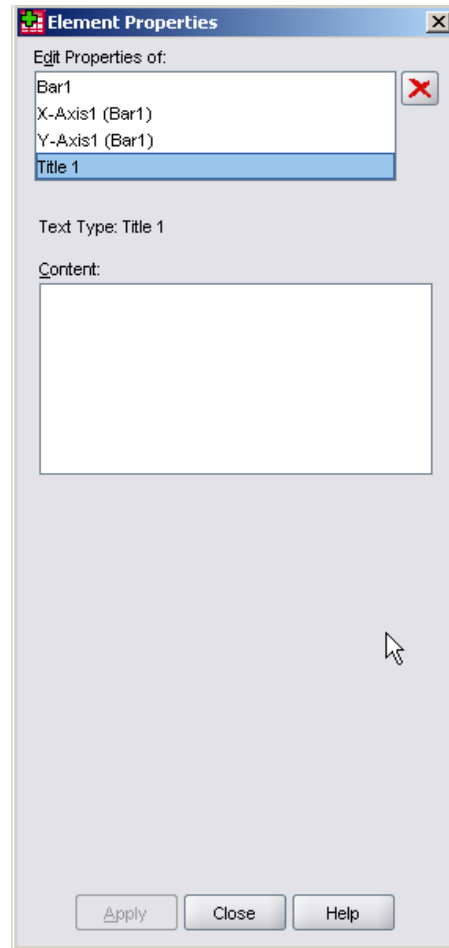 Element Properties
Edit Properties of:
Bar1
X-Axis1 (Bar1)
Y-Axis1 (Bar1)
Title 1
Text Type: Title 1
Content:
Apply Close Help